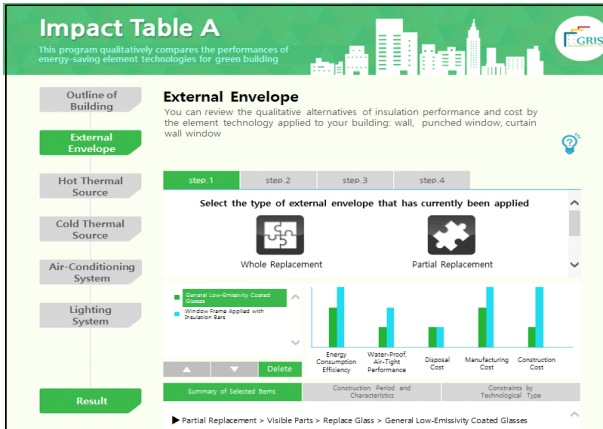 Impact Table A
This program qualitatively compares the performances of
energy-saving element technologies for green building
EGRIS
Outline of
Building
External
Envelope
Hot Thermal
Source
Cold Thermal
Source
Air-Conditioning
System
Lighting
System
Result
External Envelope
You can review the qualitative alternatives of insulation performance and cost by
the element technology applied to your building: wall, punched window, curtain
wall window
step.1 step.2 step.3 step.4
Select the type of external envelope that has currently been applied
Whole Replacement Partial Replacement
General Low-Emissivity Coated
Glasses
Window Frame Applied with
Insulation Bars
Delete
Energy
Consumption
Efficiency
Water-Proof.
Air-Tight
Performance
Disposal
Cost
Manufacturing
Cost
Construction
Cost
Summary of Selected Items
Construction Period and
Characteristics
Constraints by
Technological Type
Partial Replacement > Visible Parts > Replace Glass > General Low-Emissivity Coated Glasses